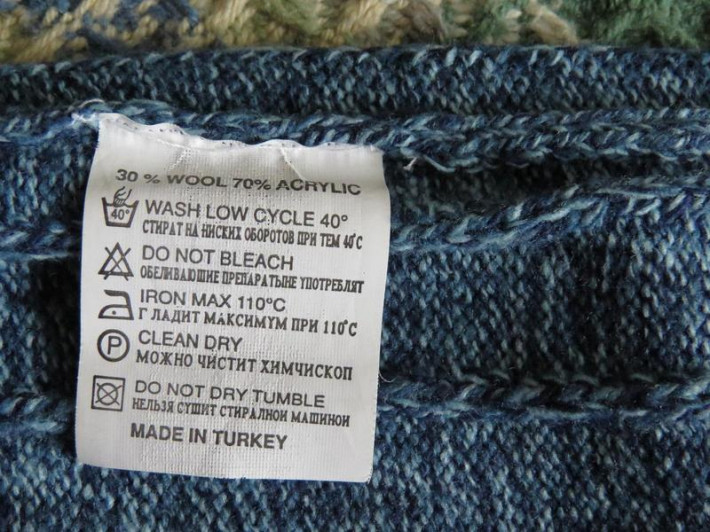 30 % WOOL 70% ACRYLIC
40° WASH LOW CYCLE 40°
СТИРАТ НА НИСКИХ ОБОРОТОВ ПРИ ТЕМ 40°C
DO NOT BLEACH
ОБЕЛИВАЮШИЕ ПРЕПАРАТЫНЕ УПОТРЕБЛЯТ
IRON MAX 110°C
Г ЛАДИТ МАКСИМУМ ПРИ 110°C
P CLEAN DRY
МОЖНО ЧИСТИТ ХИМЧИСКОП
DO NOT DRY TUMBLE
НЕЛЬЗЯ СУШИТ СТИРАЛНОИ МАШИНОИ
MADE IN TURKEY